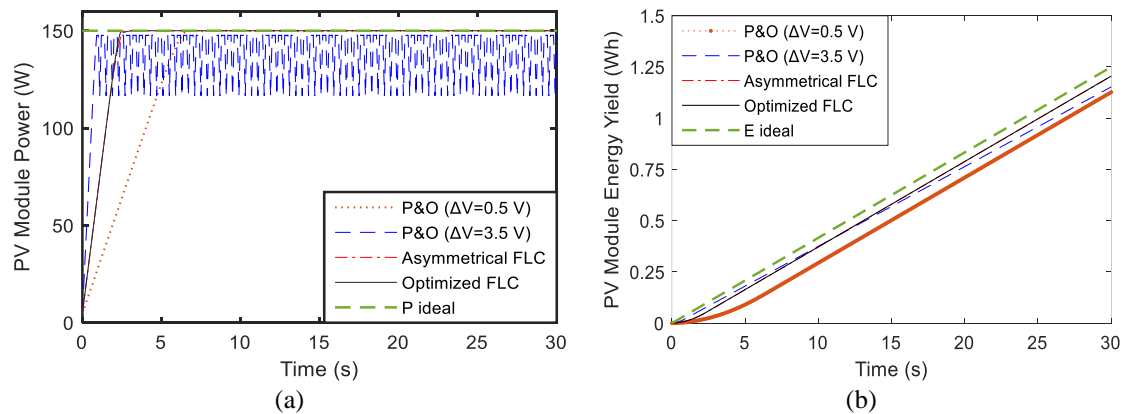 150
100
50
0
PV Module Power (W)
P&O (ΔV=0.5 V)
P&O (ΔV=3.5 V)
Asymmetrical FLC
Optimized FLC
P ideal
0 5 10 15 20 25 30
Time (s)
(a)
1.5
1.25
1
0.75
0.5
0.25
0
PV Module Energy Yield (Wh)
P&O (ΔV=0.5 V)
P&O (ΔV=3.5 V)
Asymmetrical FLC
Optimized FLC
E ideal
0 5 10 15 20 25 30
Time (s)
(b)